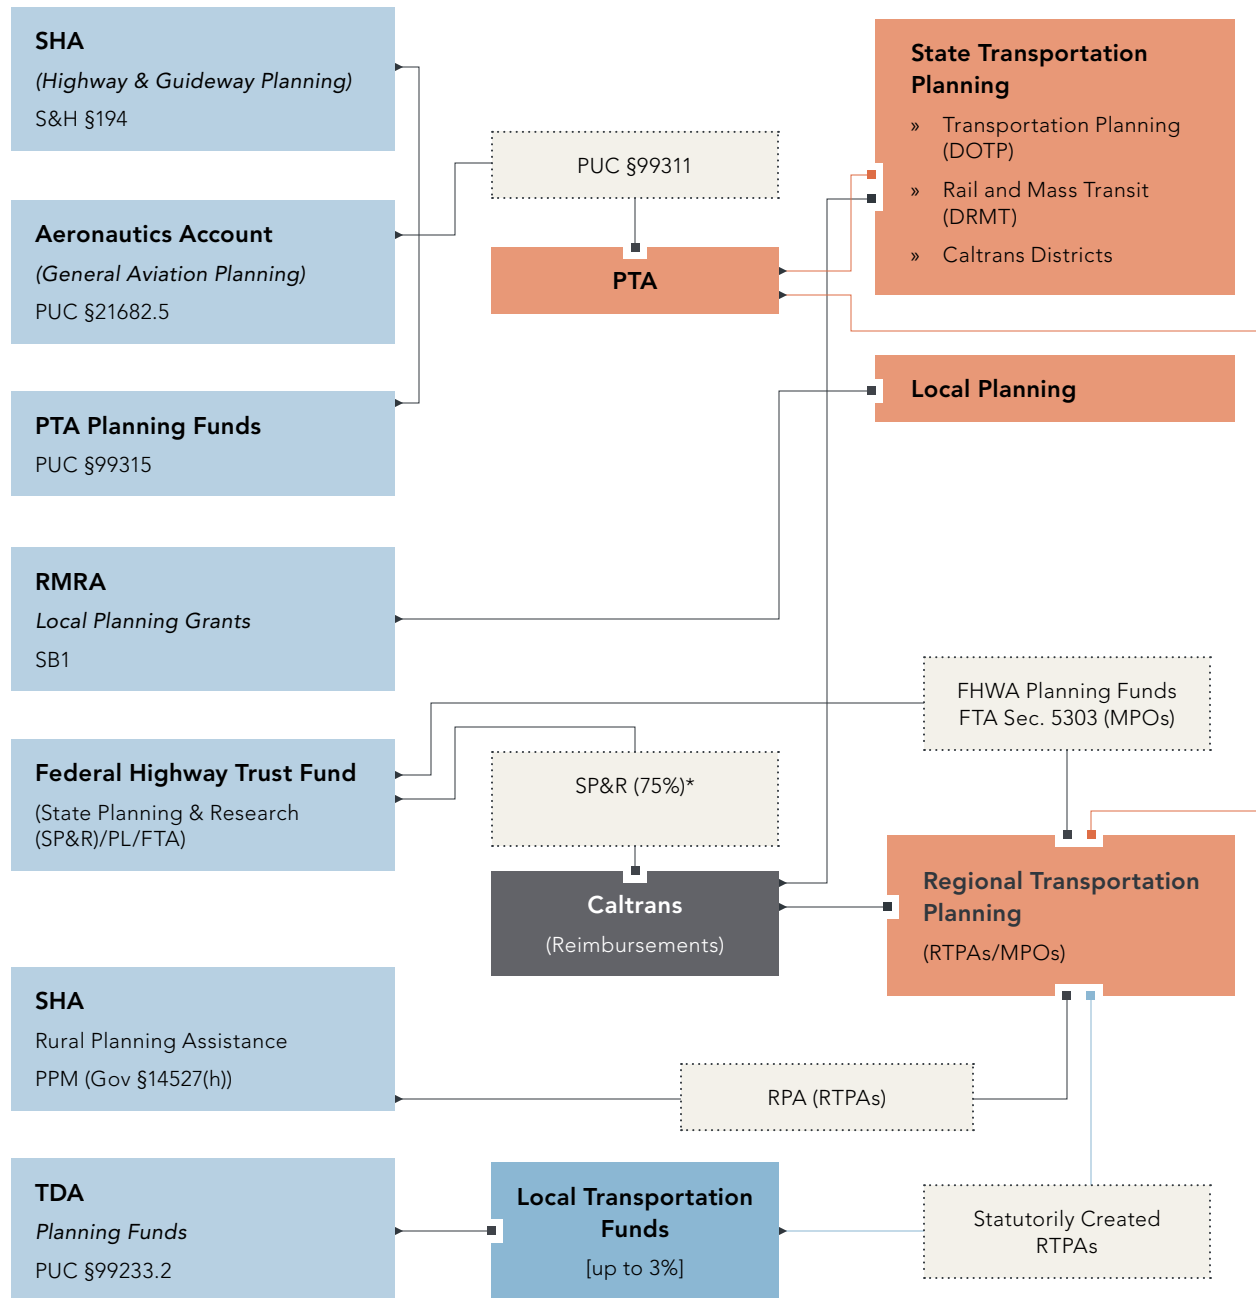 SHA
(Highway & Guideway Planning)
S&H §194
Aeronautics Account
(General Aviation Planning)
PUC §21682.5
PTA Planning Funds
PUC §99315
RMRA
Local Planning Grants
SB1
Federal Highway Trust Fund
(State Planning & Research
(SP&R)/PL/FTA)
SHA
Rural Planning Assistance
PPM (Gov §14527(h))
TDA
Planning Funds
PUC §99233.2
PUC §99311
PTA
SP&R (75%)*
Caltrans
(Reimbursements)
RPA (RTPAs)
Local Transportation
Funds
[up to 3%]
State Transportation
Planning
» Transportation Planning
(DOTP)
» Rail and Mass Transit
(DRMT)
» Caltrans Districts
Local Planning
FHWA Planning Funds
FTA Sec. 5303 (MPOs)
Regional Transportation
Planning
(RTPAs/MPOs)
Statutorily Created
RTPAs